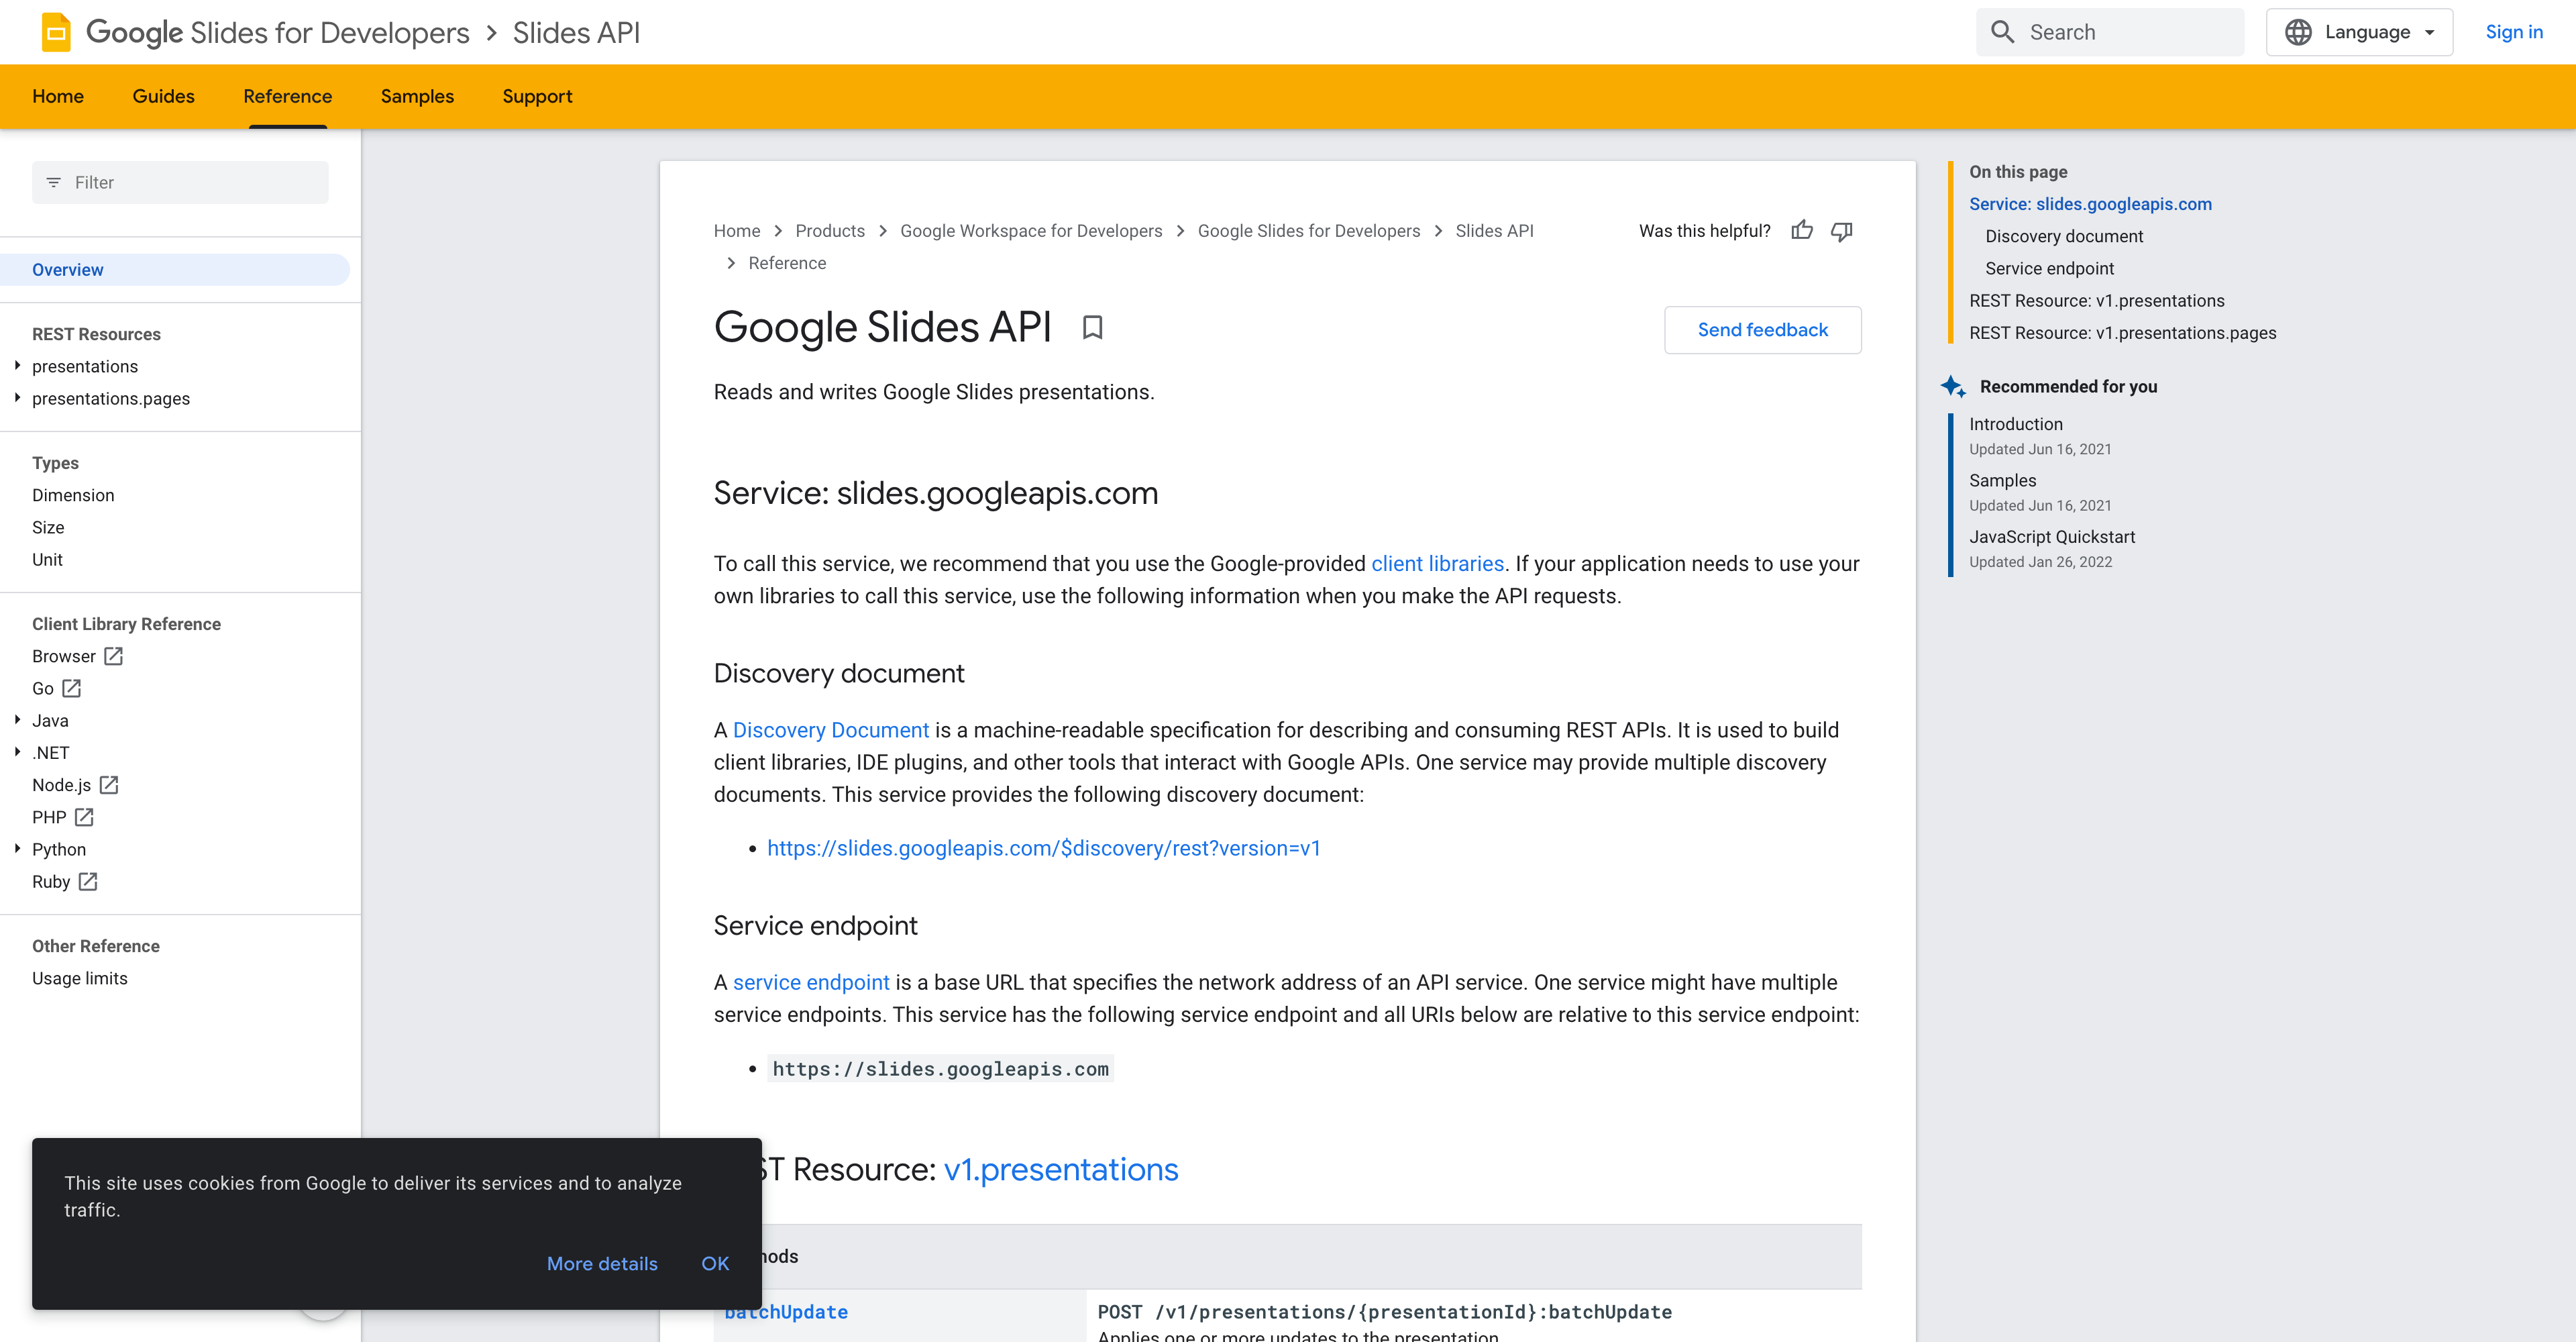 Google Slides for Developers > Slides API
Search
Language
Sign in
Home
Guides
Reference
Samples
Support
Filter
Overview
REST Resources
presentations
presentations.pages
Types
Dimension
Size
Unit
Client Library Reference
Browser
Go
Java
.NET
Node.js
PHP
Python
Ruby
Other Reference
Usage limits
Home > Products > Google Workspace for Developers > Google Slides for Developers > Slides API
> Reference
Was this helpful?
Google Slides API
Send feedback
Reads and writes Google Slides presentations.
Service: slides.googleapis.com
To call this service, we recommend that you use the Google-provided client libraries. If your application needs to use your
own libraries to call this service, use the following information when you make the API requests.
Discovery document
A Discovery Document is a machine-readable specification for describing and consuming REST APIs. It is used to build
client libraries, IDE plugins, and other tools that interact with Google APIs. One service may provide multiple discovery
documents. This service provides the following discovery document:
• https://slides.googleapis.com/$discovery/rest?version=v1
Service endpoint
A service endpoint is a base URL that specifies the network address of an API service. One service might have multiple
service endpoints. This service has the following service endpoint and all URIs below are relative to this service endpoint:
• https://slides.googleapis.com
ST Resource: v1.presentations
hods
batchUpdate
POST /v1/presentations/{presentationId}:batchUpdate
Applies one or more updates to the presentation.
On this page
Service: slides.googleapis.com
Discovery document
Service endpoint
REST Resource: v1.presentations
REST Resource: v1.presentations.pages
Recommended for you
Introduction
Updated Jun 16, 2021
Samples
Updated Jun 16, 2021
JavaScript Quickstart
Updated Jan 26, 2022
This site uses cookies from Google to deliver its services and to analyze
traffic.
More details
OK